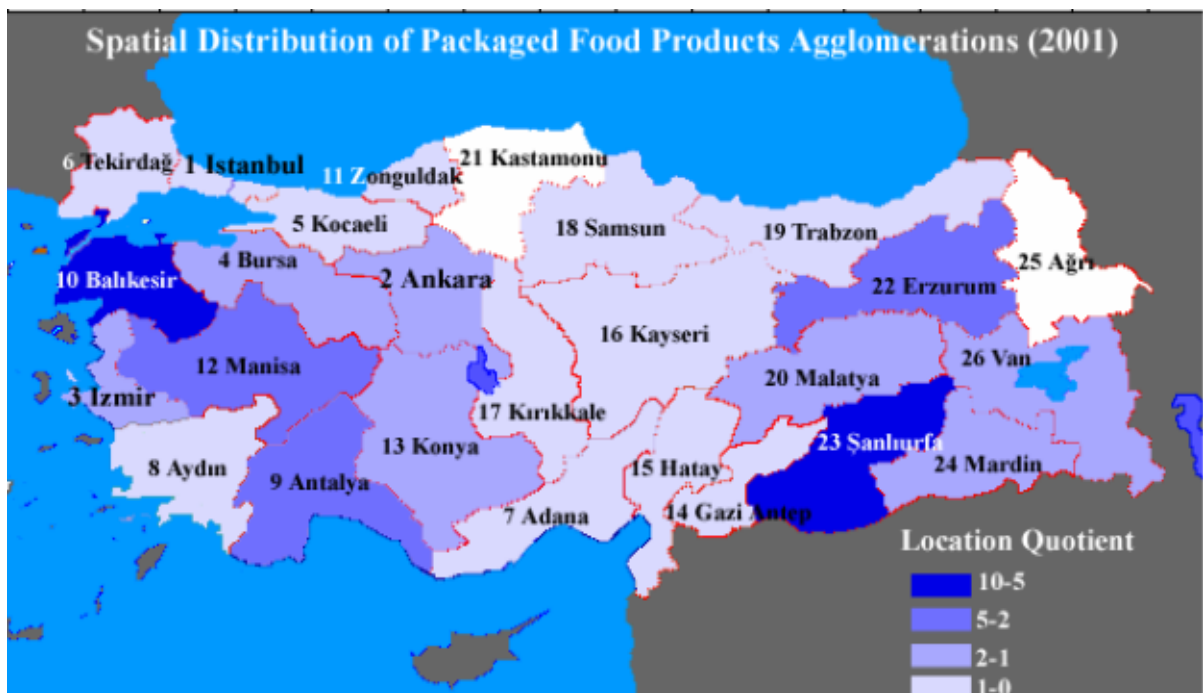 Spatial Distribution of Packaged Food Products Agglomerations (2001)
21 Kastamonu
6 Tekirdağ
1 Istanbul
11 Zonguldak
5 Kocaeli
18 Samsun
19 Trabzon
4 Bursa
2 Ankara
25 Ağrı
10 Balıkesir
22 Erzurum
16 Kayseri
12 Manisa
26 Van
20 Malatya
3 Izmir
17 Kırıkkale
13 Konya
23 Şanlıurfa
8 Aydın
9 Antalya
15 Hatay
24 Mardin
7 Adana
14 Gazi Antep
Location Quotient
10-5
5-2
2-1
1-0